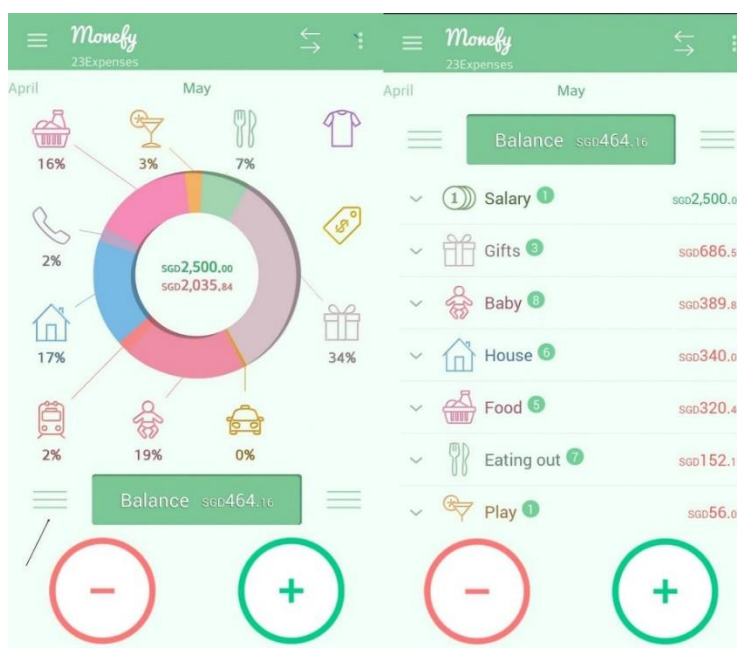 Monefy
23Expenses
April May
16% 3% 7%
2%
SGD2,500.00
SGD2,035.84
17% 34%
2% 19% 0%
Balance SGD464.16
Monefy
23Expenses
April May
Balance SGD464.16
1 Salary 1 SGD2,500.0
Gifts 3 SGD686.5
Baby 8 SGD389.8
House 6 SGD340.0
Food 5 SGD320.4
Eating out 7 SGD152.1
Play 1 SGD56.0